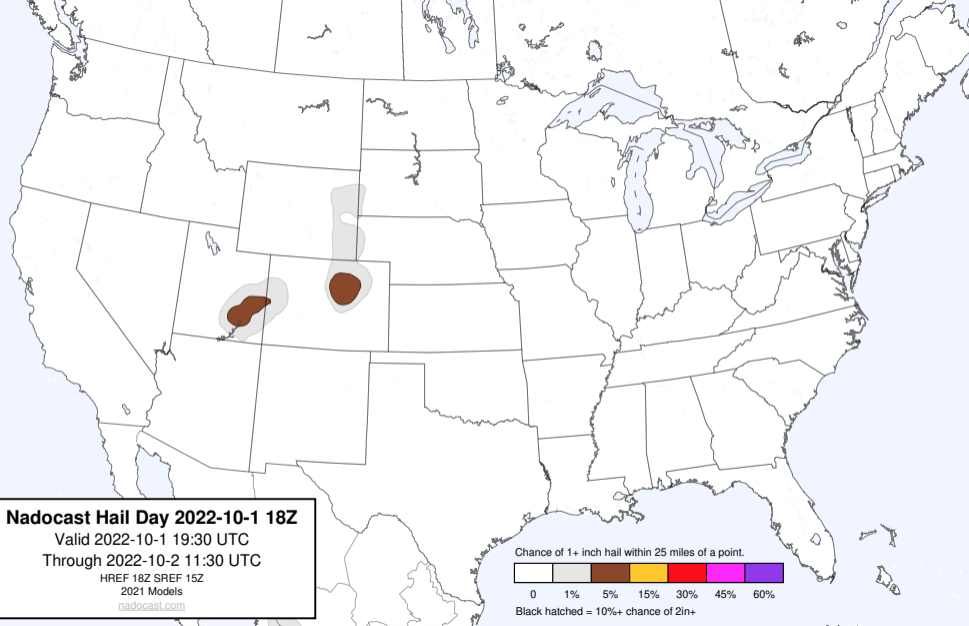 Nadocast Hail Day 2022-10-1 18Z
Valid 2022-10-1 19:30 UTC
Through 2022-10-2 11:30 UTC
HREF 18Z SREF 15Z
2021 Models
nadocast.com
Chance of 1+ inch hail within 25 miles of a point.
0 1% 5% 15% 30% 45% 60%
Black hatched = 10%+ chance of 2in+